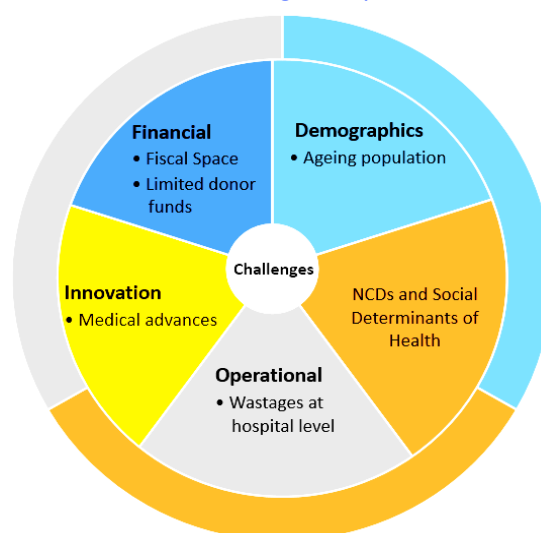 Financial
• Fiscal Space
• Limited donor
funds
Demographics
• Ageing population
Challenges
Innovation
• Medical advances
NCDs and Social
Determinants of
Health
Operational
• Wastages at
hospital level